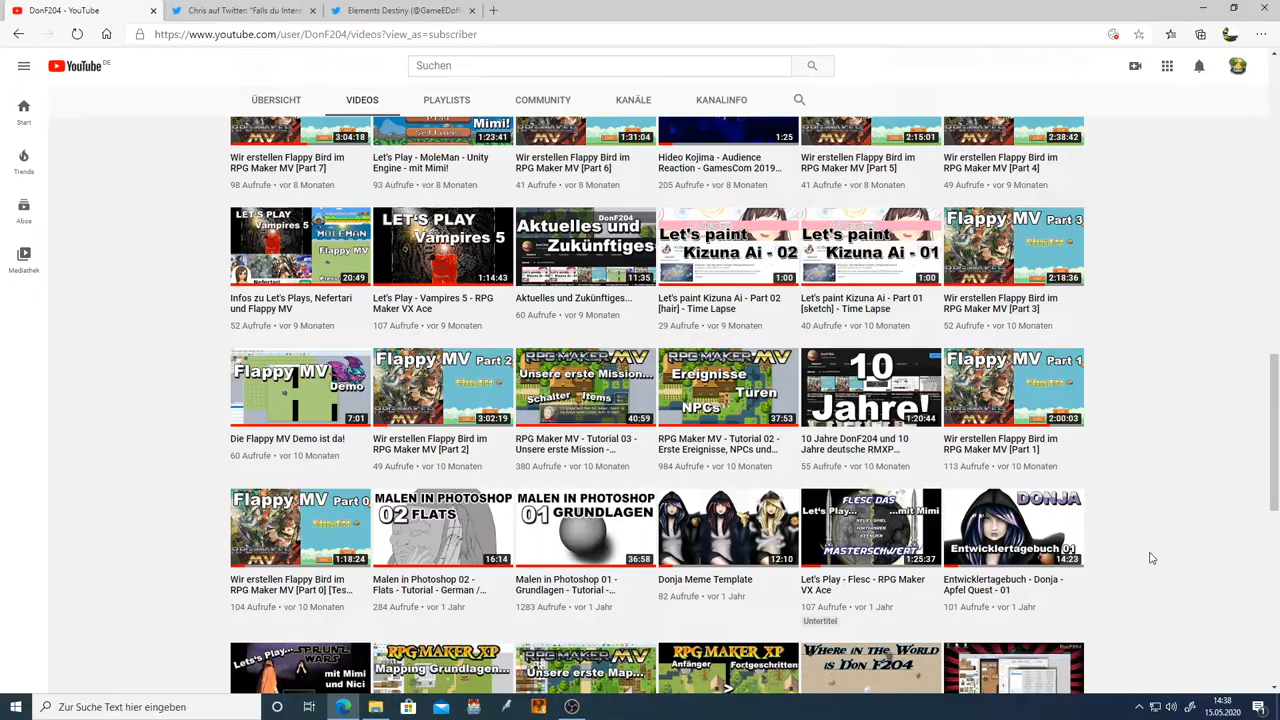 DonF204 - YouTube
Chris auf Twitter: "Falls du Interes
Elements Destiny (@GameEDoffi
https://www.youtube.com/user/DonF204/videos?view_as=subscriber
YouTube DE
Suchen
ÜBERSICHT VIDEOS PLAYLISTS COMMUNITY KANÄLE KANALINFO
Start
Trends
Abos
Mediathek
3:04:18 1:23:41 1:31:04 1:25 2:15:01 2:38:42
Wir erstellen Flappy Bird im
RPG Maker MV [Part 7]
98 Aufrufe • vor 8 Monaten
Let's Play - MoleMan - Unity
Engine - mit Mimi!
93 Aufrufe • vor 8 Monaten
Wir erstellen Flappy Bird im
RPG Maker MV [Part 6]
41 Aufrufe • vor 8 Monaten
Hideo Kojima - Audience
Reaction - GamesCom 2019...
205 Aufrufe • vor 8 Monaten
Wir erstellen Flappy Bird im
RPG Maker MV [Part 5]
41 Aufrufe • vor 8 Monaten
Wir erstellen Flappy Bird im
RPG Maker MV [Part 4]
49 Aufrufe • vor 9 Monaten
LET'S PLAY
Vampires 5
MOLEMAN
Flappy MV
Nefertari
20:49
Infos zu Let's Plays, Nefertari
und Flappy MV
52 Aufrufe • vor 9 Monaten
LET'S PLAY
Vampires 5
1:14:43
Let's Play - Vampires 5 - RPG
Maker VX Ace
107 Aufrufe • vor 9 Monaten
Aktuelles und
DonF204
Zukünftiges
11:35
Aktuelles und Zukünftiges...
60 Aufrufe • vor 9 Monaten
Let's paint
Kizuna Ai - 02
1:00
Let's paint Kizuna Ai - Part 02
[hair] - Time Lapse
29 Aufrufe • vor 9 Monaten
Let's paint
Kizuna Ai - 01
1:00
Let's paint Kizuna Ai - Part 01
[sketch] - Time Lapse
40 Aufrufe • vor 10 Monaten
Flappy MV Part 3
2:18:36
Wir erstellen Flappy Bird im
RPG Maker MV [Part 3]
52 Aufrufe • vor 10 Monaten
Flappy MV
Demo
7:01
Die Flappy MV Demo ist da!
60 Aufrufe • vor 10 Monaten
Flappy MV Part 2
3:02:19
Wir erstellen Flappy Bird im
RPG Maker MV [Part 2]
49 Aufrufe • vor 10 Monaten
RPG MAKER MV
Unsere erste Mission...
Schalter Items
40:59
RPG Maker MV - Tutorial 03 -
Unsere erste Mission -...
380 Aufrufe • vor 10 Monaten
RPG MAKER MV
Ereignisse
Türen
NPCs
37:53
RPG Maker MV - Tutorial 02 -
Erste Ereignisse, NPCs und...
984 Aufrufe • vor 10 Monaten
10
Jahre!
1:20:44
10 Jahre DonF204 und 10
Jahre deutsche RMXP...
55 Aufrufe • vor 10 Monaten
Flappy MV Part 1
2:00:03
Wir erstellen Flappy Bird im
RPG Maker MV [Part 1]
113 Aufrufe • vor 10 Monaten
Flappy MV Part 0
1:18:24
Wir erstellen Flappy Bird im
RPG Maker MV [Part 0] [Tes...
104 Aufrufe • vor 10 Monaten
MALEN IN PHOTOSHOP
02 FLATS
16:14
Malen in Photoshop 02 -
Flats - Tutorial - German /...
284 Aufrufe • vor 1 Jahr
MALEN IN PHOTOSHOP
01 GRUNDLAGEN
36:58
Malen in Photoshop 01 -
Grundlagen - Tutorial -...
1283 Aufrufe • vor 1 Jahr
12:10
Donja Meme Template
82 Aufrufe • vor 1 Jahr
FLESC DAS
Let's Play... ...mit Mimi
NEUES SPIEL
FORTFAHREN
BEENDEN
MASTERSCHWERT
1:25:37
Let's Play - Flesc - RPG Maker
VX Ace
107 Aufrufe • vor 1 Jahr
Untertitel
DONJA
Entwicklertagebuch 01
14:23
Entwicklertagebuch - Donja -
Apfel Quest - 01
101 Aufrufe • vor 1 Jahr
Lets's Play...
SPRUNZ
WARS
mit Mimi
und Nici
RPG MAKER XP
Mapping Grundlagen...
RPG MAKER MV
Unsere erste Map...
RPG MAKER XP
Anfänger Fortgeschritten
>
WHERE IN THE WORLD
IS DON F204
DonF204
Zur Suche Text hier eingeben
14:38
15.05.2020
1